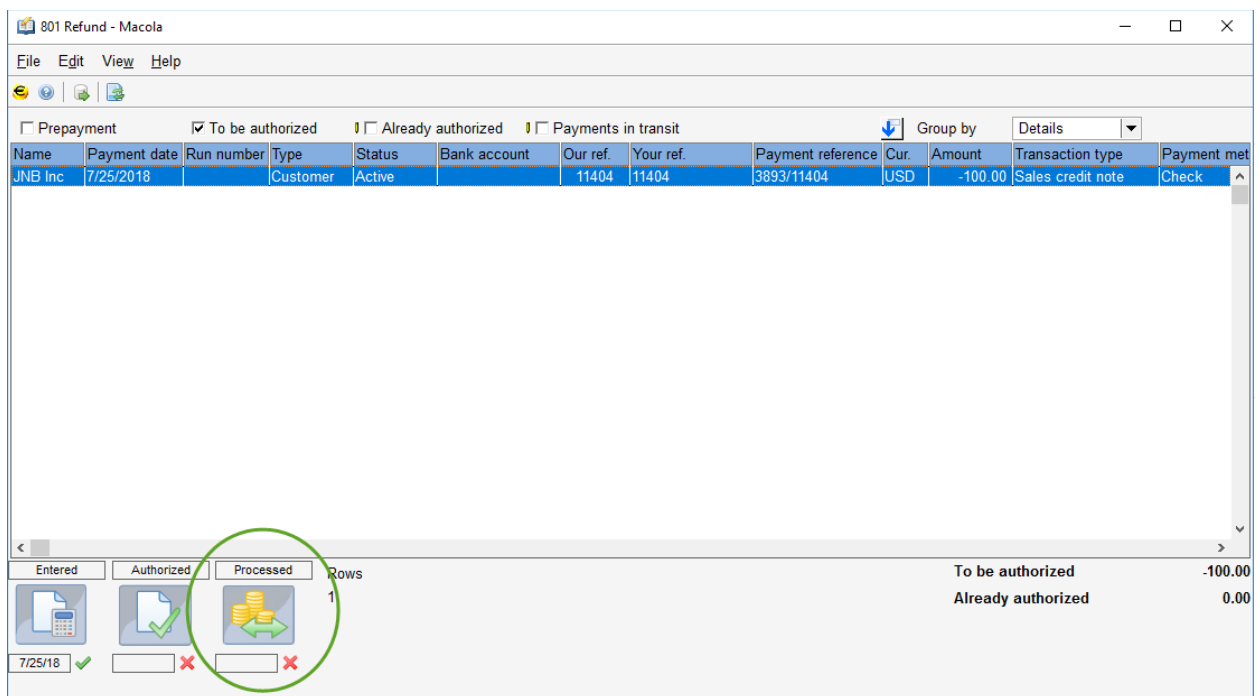 801 Refund - Macola
File Edit View Help
Prepayment To be authorized Already authorized Payments in transit Group by Details
Name Payment date Run number Type Status Bank account Our ref. Your ref. Payment reference Cur. Amount Transaction type Payment met
JNB Inc 7/25/2018 Customer Active 11404 11404 3893/11404 USD -100.00 Sales credit note Check
Entered Authorized Processed Rows To be authorized -100.00
1 Already authorized 0.00
7/25/18